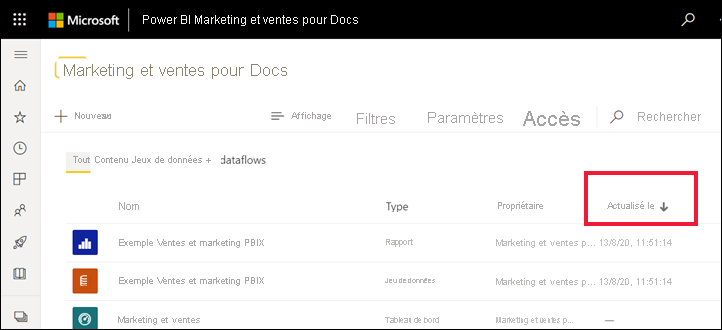 Microsoft Power BI Marketing et ventes pour Docs
Marketing et ventes pour Docs
Nouveau Affichage Filtres Paramètres Accès Rechercher
Tout Contenu Jeux de données + dataflows
Nom Type Propriétaire Actualisé le
Exemple Ventes et marketing PBIX Rapport Marketing et ventes p... 13/8/20, 11:51:14
Exemple Ventes et marketing PBIX Jeu de données Marketing et ventes p... 13/8/20, 11:51:14
Marketing et ventes Tableau de bord Marketing et ventes p... —